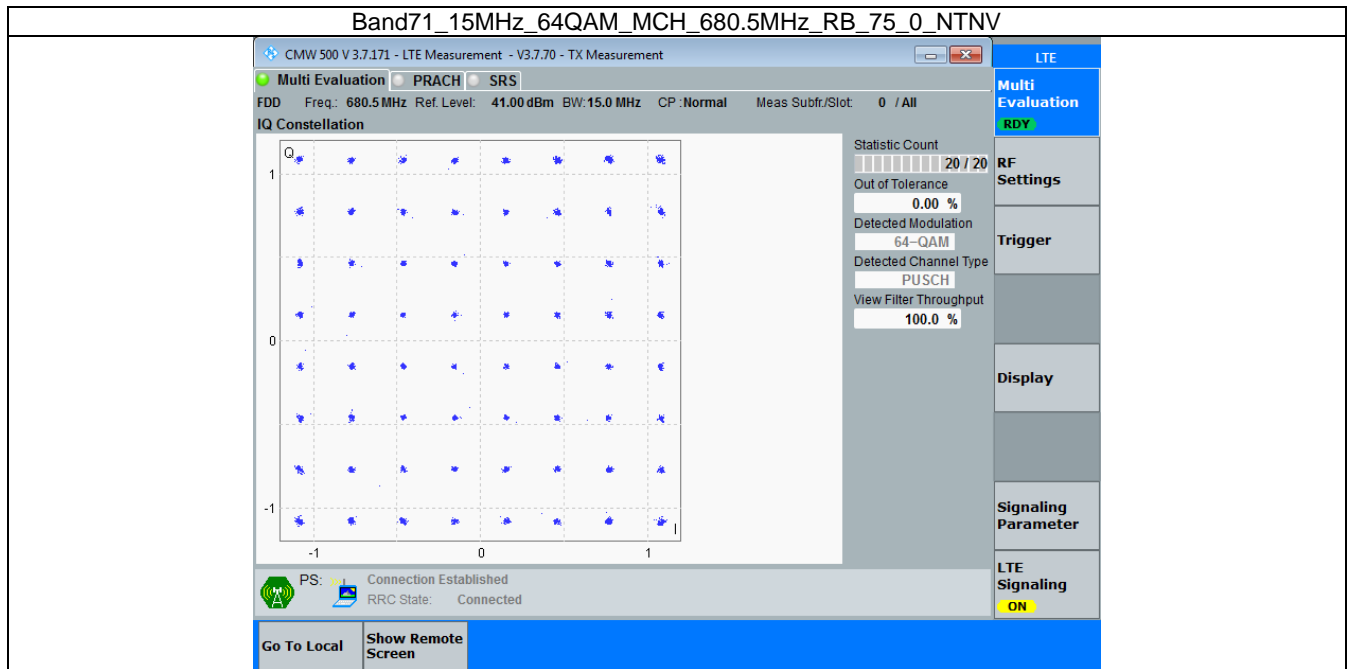 Band71_15MHz_64QAM_MCH_680.5MHz_RB_75_0_NTNV
CMW 500 V 3.7.171 - LTE Measurement - V3.7.70 - TX Measurement
LTE
Multi Evaluation PRACH SRS
FDD Freq.: 680.5 MHz Ref. Level: 41.00 dBm BW: 15.0 MHz CP : Normal Meas Subfr./Slot: 0 / All
IQ Constellation
Q
1
0
-1
-1 0 1
I
Statistic Count
20 / 20
Out of Tolerance
0.00 %
Detected Modulation
64-QAM
Detected Channel Type
PUSCH
View Filter Throughput
100.0 %
Multi
Evaluation
RDY
RF
Settings
Trigger
Display
Signaling
Parameter
LTE
Signaling
ON
PS: Connection Established
RRC State: Connected
Go To Local
Show Remote
Screen